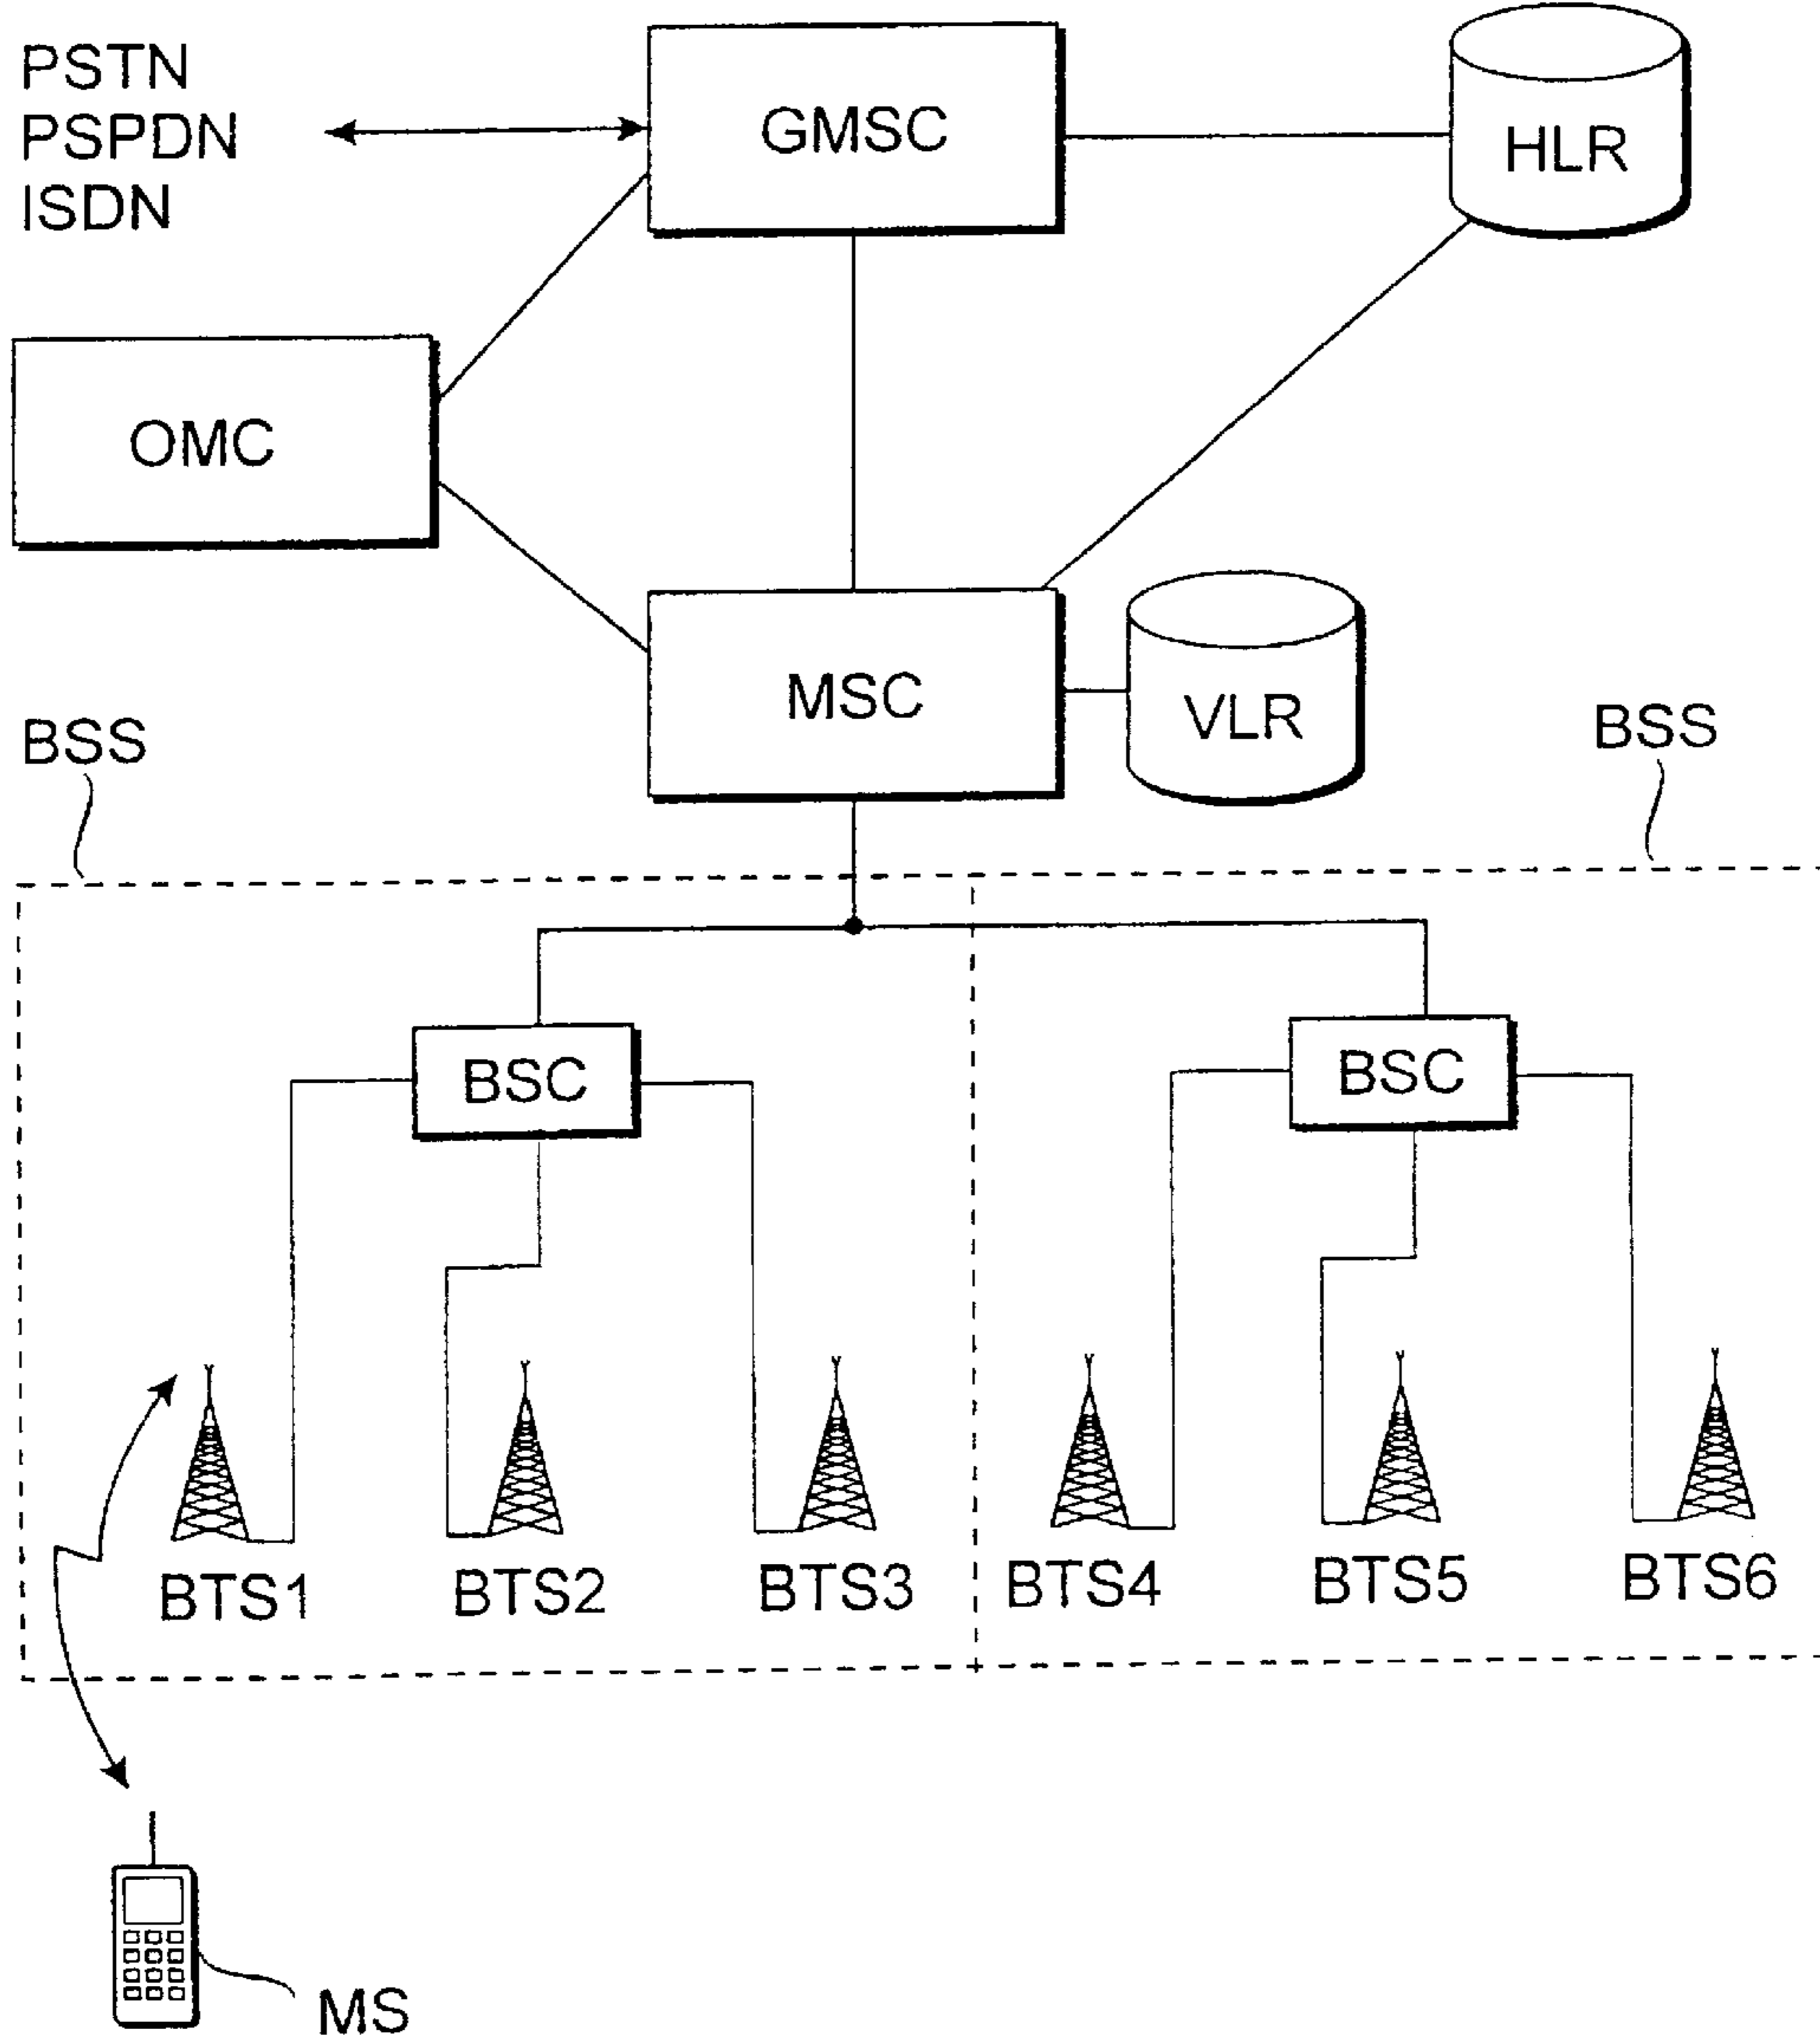 PSTN
PSPDN
ISDN
GMSC
HLR
OMC
MSC
VLR
BSS
BSS
BSC
BSC
BTS1
BTS2
BTS3
BTS4
BTS5
BTS6
MS